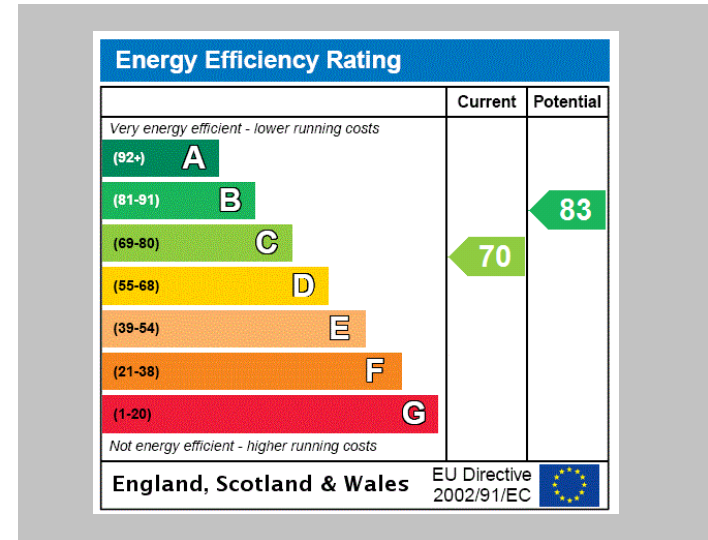 Energy Efficiency Rating
Current Potential
Very energy efficient - lower running costs
(92+) A
(81-91) B
83
(69-80) C
70
(55-68) D
(39-54) E
(21-38) F
(1-20) G
Not energy efficient - higher running costs
England, Scotland & Wales
EU Directive
2002/91/EC